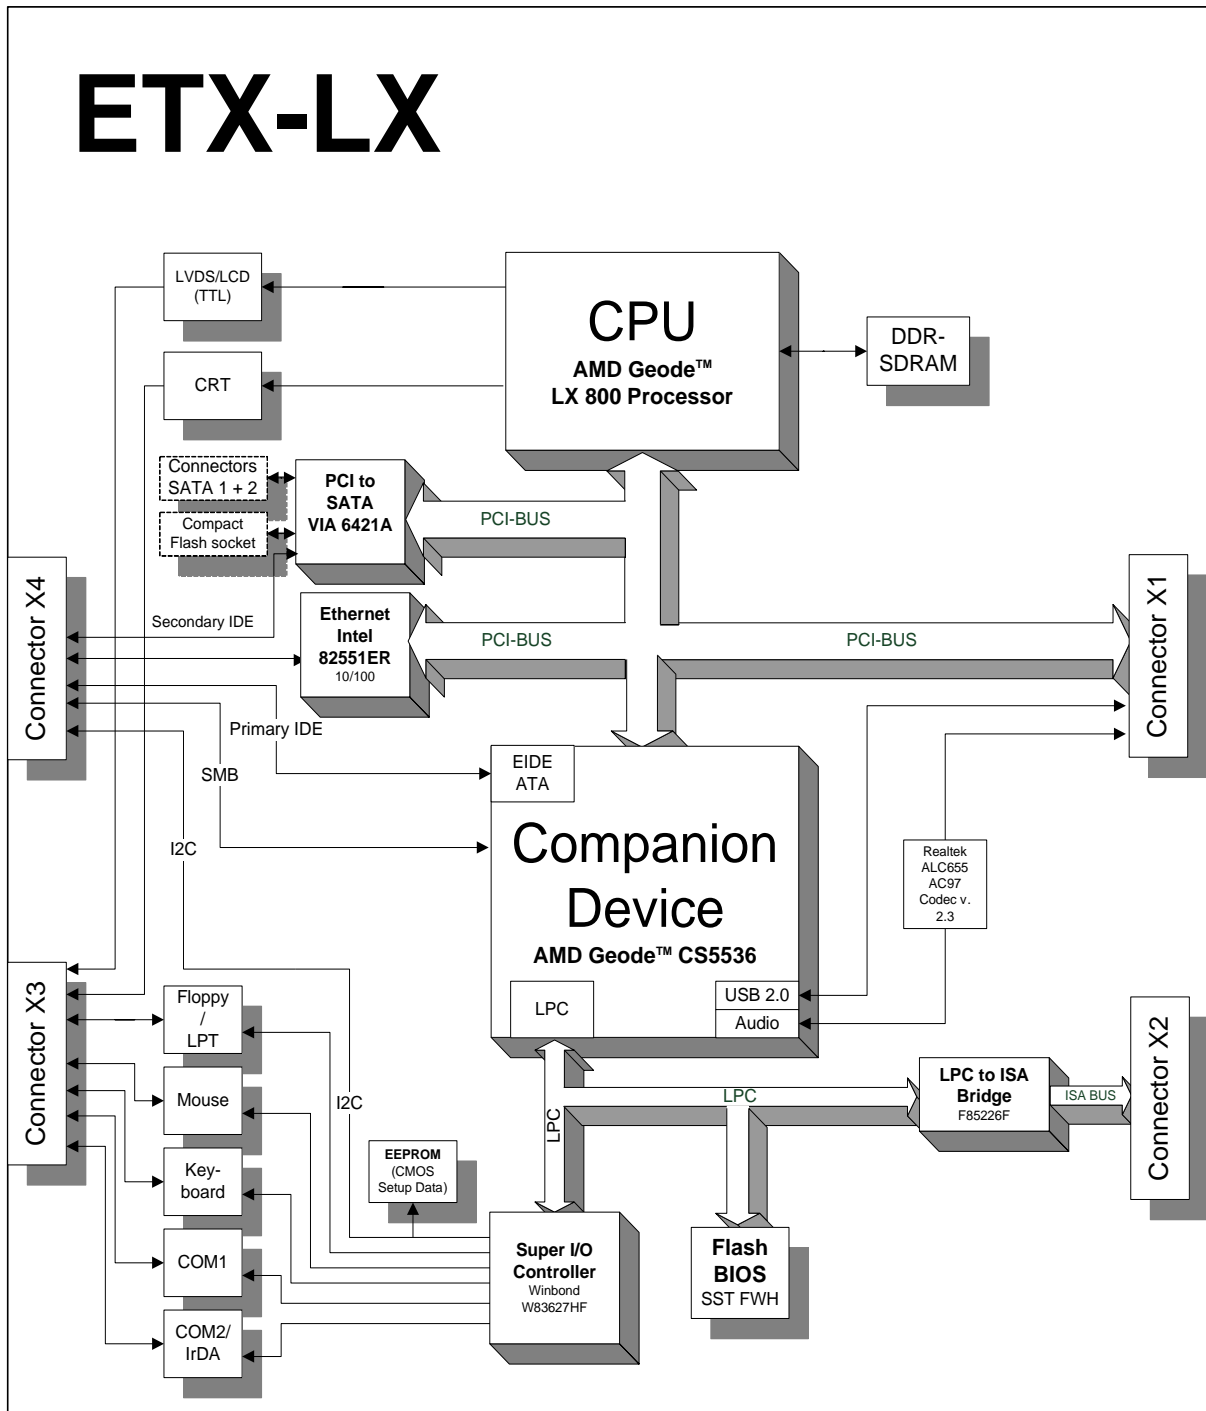 ETX-LX
LVDS/LCD
(TTL)
CPU
AMD Geode™
LX 800 Processor
DDR-
SDRAM
CRT
Connectors
SATA 1 + 2
PCI to
SATA
VIA 6421A
Compact
Flash socket
PCI-BUS
Connector X4
Connector X1
Secondary IDE
Ethernet
Intel
82551ER
10/100
PCI-BUS
PCI-BUS
Primary IDE
SMB
I2C
EIDE
ATA
Companion
Device
AMD Geode™ CS5536
Realtek
ALC655
AC97
Codec v.
2.3
LPC
USB 2.0
Audio
Connector X3
Floppy
/
LPT
Mouse
Key-
board
COM1
COM2/
IrDA
I2C
EEPROM
(CMOS
Setup Data)
LPC
LPC
LPC to ISA
Bridge
F85226F
ISA BUS
Connector X2
Super I/O
Controller
Winbond
W83627HF
Flash
BIOS
SST FWH